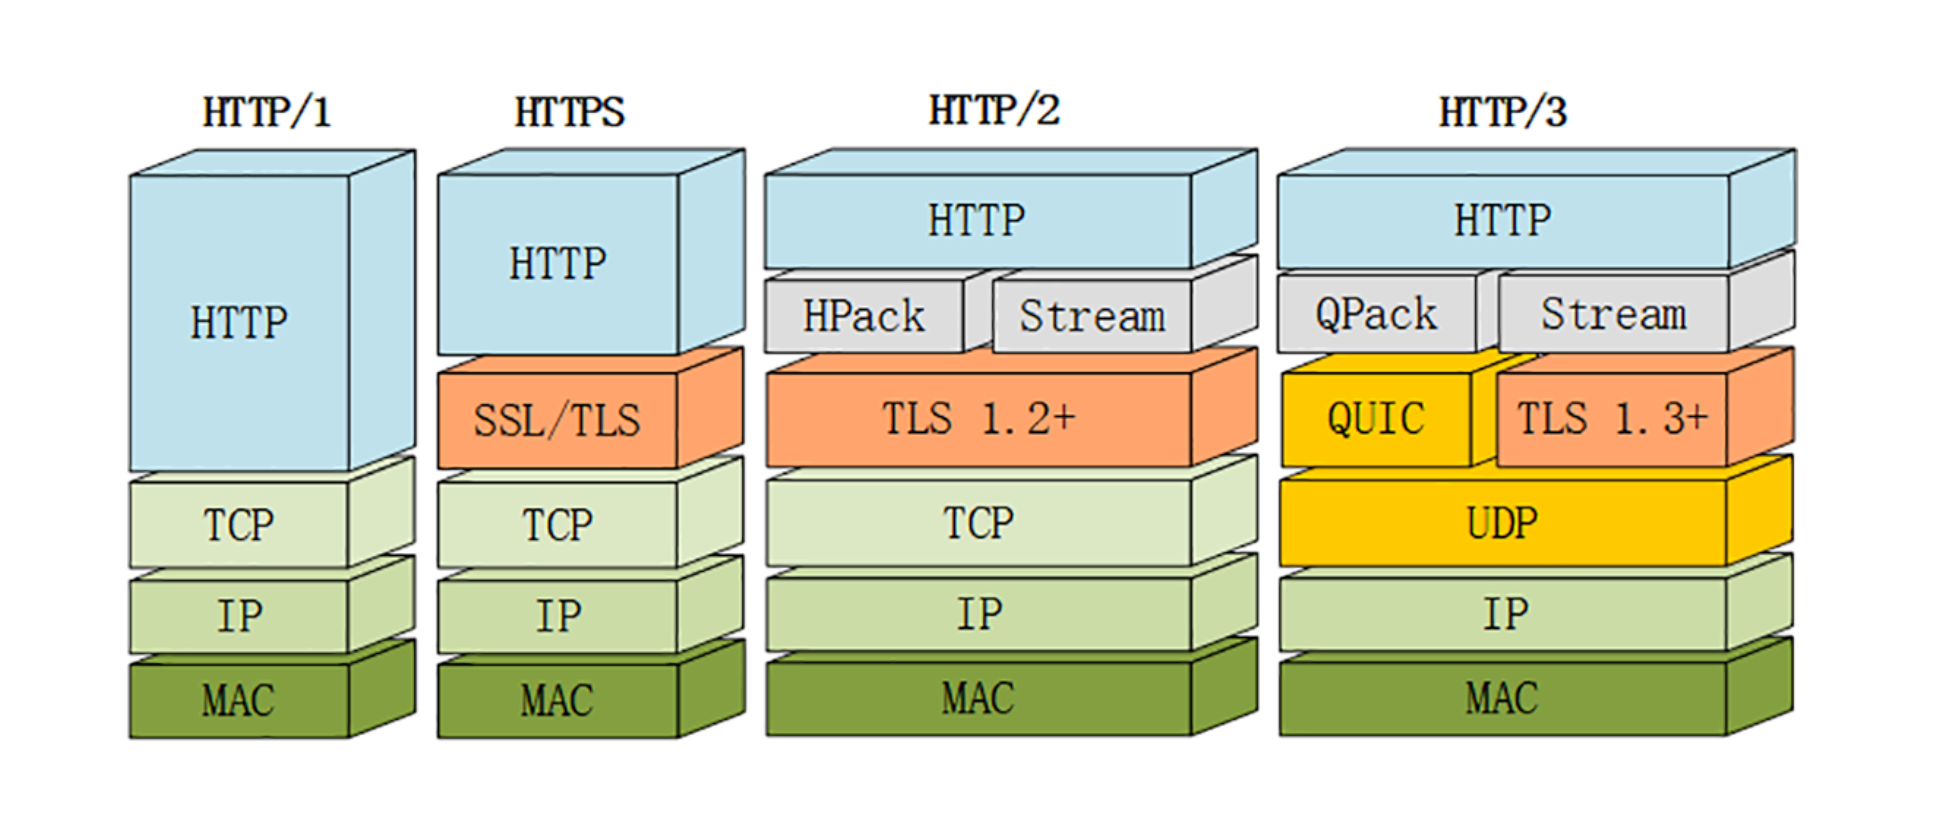 HTTP/1
HTTPS
HTTP/2
HTTP/3
HTTP
TCP
IP
MAC
HTTP
SSL/TLS
TCP
IP
MAC
HTTP
HPack
Stream
TLS 1.2+
TCP
IP
MAC
HTTP
QPack
Stream
QUIC
TLS 1.3+
UDP
IP
MAC